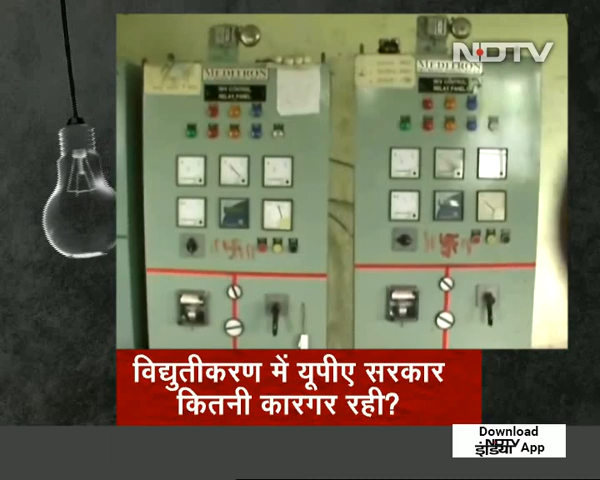 NDTV
MEDITRON
MEDITRON
विद्युतीकरण में यूपीए सरकार
कितनी कारगर रही?
Download
NDTV
इंडिया App